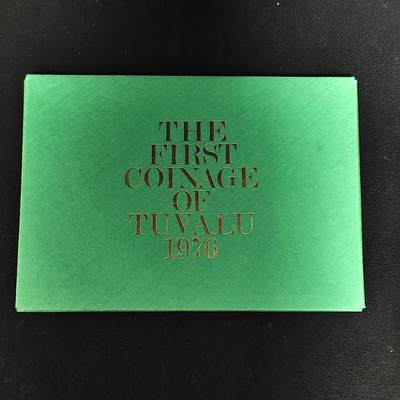 THE
FIRST
COINAGE
OF
TUVALU
1976